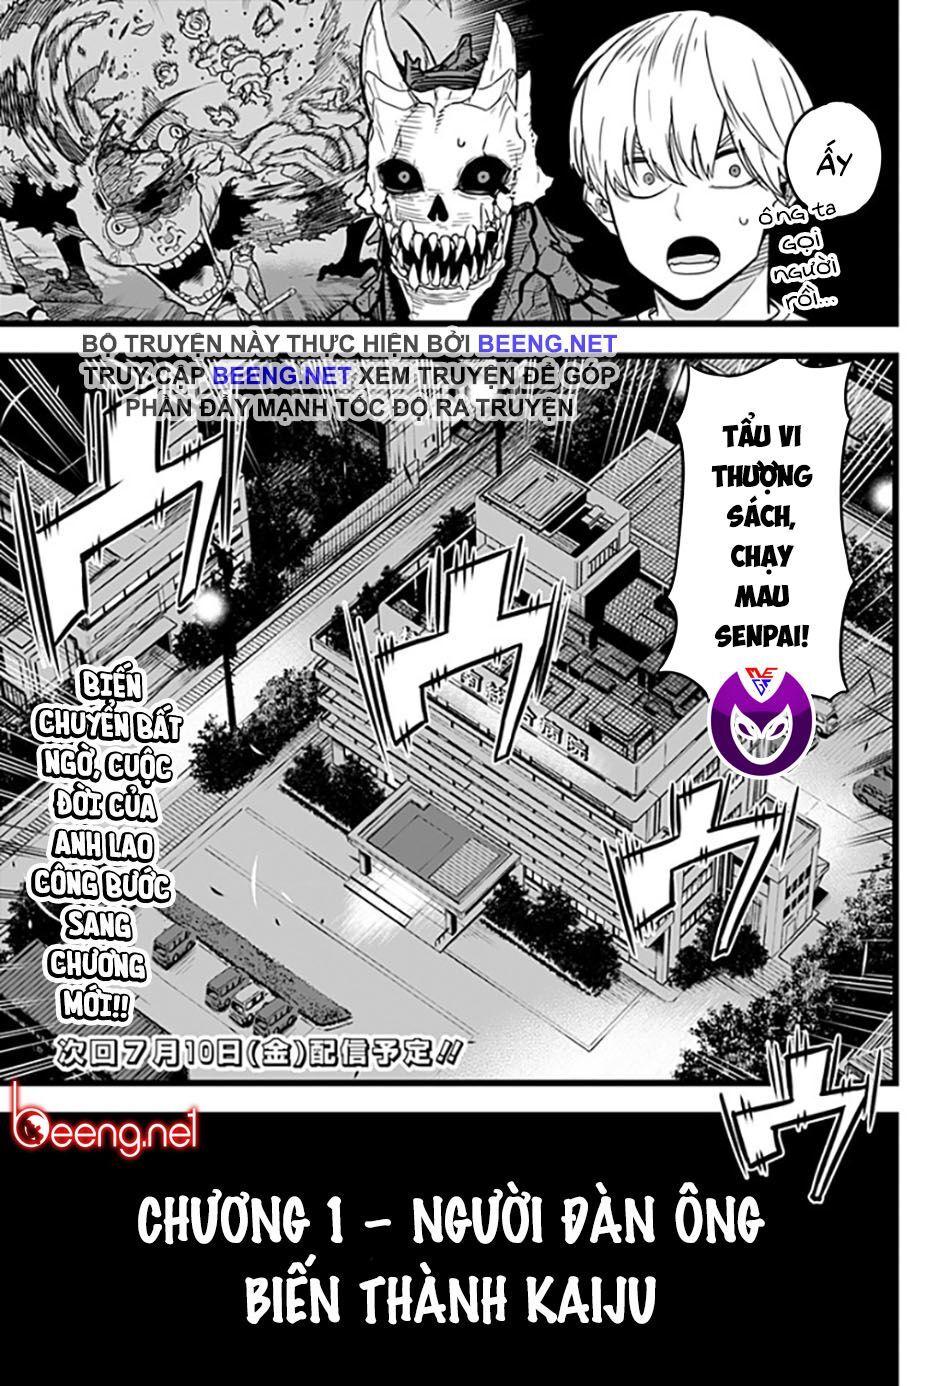 ẤY
ông ta
gọi
người
rồi...
BỘ TRUYỆN NÀY THỰC HIỆN BỞI BEENG.NET
TRUY CẬP BEENG.NET XEM TRUYỆN ĐỂ GÓP
PHẦN ĐẨY MẠNH TỐC ĐỘ RA TRUYỆN
TẨU VI
THƯỢNG
SÁCH,
CHẠY
MAU
SENPAI!
BIẾN
CHUYỂN BẤT
NGỜ, CUỘC
ĐỜI CỦA
ANH LAO
CÔNG BƯỚC
SANG
CHƯƠNG
MỚI!!
次回7月10日(金)配信予定!!
beeng.net
CHƯƠNG 1 – NGƯỜI ĐÀN ÔNG
BIẾN THÀNH KAIJU